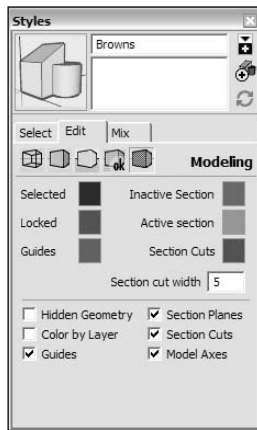 Styles
Browns
Select Edit Mix
ok Modeling
Selected Inactive Section
Locked Active section
Guides Section Cuts
Section cut width 5
Hidden Geometry Section Planes
Color by Layer Section Cuts
Guides Model Axes